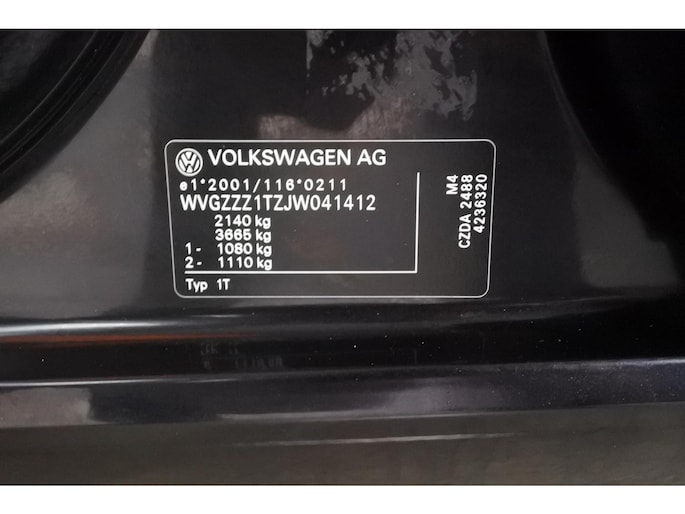 VOLKSWAGEN AG
e1*2001/116*0211
WVGZZZ1TZJW041412
2140 kg
3665 kg
1- 1080 kg
2- 1110 kg
Typ 1T
M4
CZDA 2488
4236320